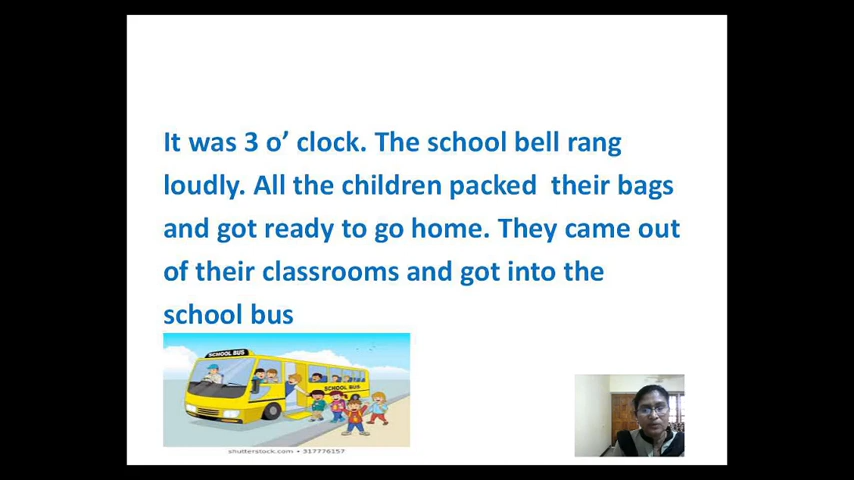 It was 3 o’ clock. The school bell rang
loudly. All the children packed  their bags
and got ready to go home. They came out
of their classrooms and got into the
school bus
SCHOOL BUS
SCHOOL BUS
shutterstock.com • 317776157